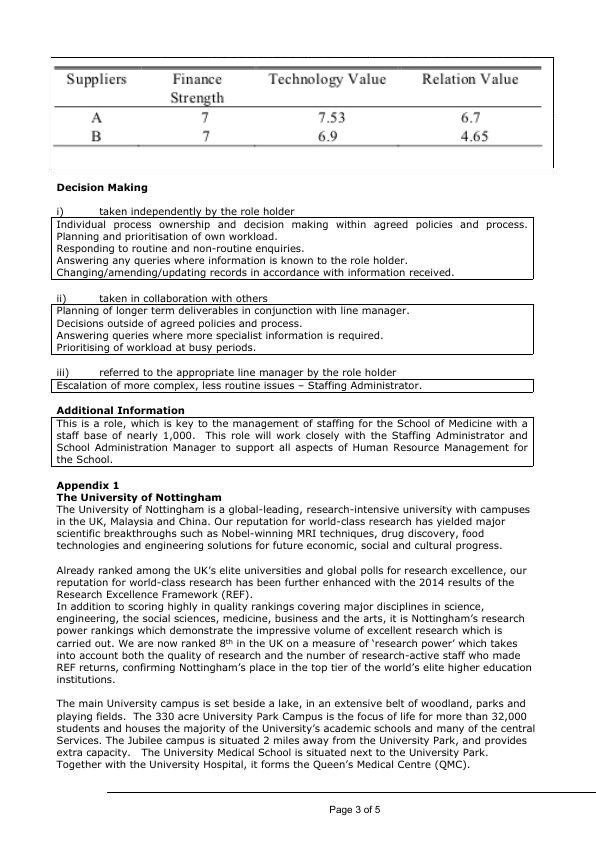 Suppliers Finance Strength Technology Value Relation Value
A 7 7.53 6.7
B 7 6.9 4.65
Decision Making
i) taken independently by the role holder
Individual process ownership and decision making within agreed policies and process.
Planning and prioritisation of own workload.
Responding to routine and non-routine enquiries.
Answering any queries where information is known to the role holder.
Changing/amending/updating records in accordance with information received.
ii) taken in collaboration with others
Planning of longer term deliverables in conjunction with line manager.
Decisions outside of agreed policies and process.
Answering queries where more specialist information is required.
Prioritising of workload at busy periods.
iii) referred to the appropriate line manager by the role holder
Escalation of more complex, less routine issues – Staffing Administrator.
Additional Information
This is a role, which is key to the management of staffing for the School of Medicine with a
staff base of nearly 1,000. This role will work closely with the Staffing Administrator and
School Administration Manager to support all aspects of Human Resource Management for
the School.
Appendix 1
The University of Nottingham
The University of Nottingham is a global-leading, research-intensive university with campuses
in the UK, Malaysia and China. Our reputation for world-class research has yielded major
scientific breakthroughs such as Nobel-winning MRI techniques, drug discovery, food
technologies and engineering solutions for future economic, social and cultural progress.
Already ranked among the UK’s elite universities and global polls for research excellence, our
reputation for world-class research has been further enhanced with the 2014 results of the
Research Excellence Framework (REF).
In addition to scoring highly in quality rankings covering major disciplines in science,
engineering, the social sciences, medicine, business and the arts, it is Nottingham’s research
power rankings which demonstrate the impressive volume of excellent research which is
carried out. We are now ranked 8th in the UK on a measure of ‘research power’ which takes
into account both the quality of research and the number of research-active staff who made
REF returns, confirming Nottingham’s place in the top tier of the world’s elite higher education
institutions.
The main University campus is set beside a lake, in an extensive belt of woodland, parks and
playing fields. The 330 acre University Park Campus is the focus of life for more than 32,000
students and houses the majority of the University’s academic schools and many of the central
Services. The Jubilee campus is situated 2 miles away from the University Park, and provides
extra capacity. The University Medical School is situated next to the University Park.
Together with the University Hospital, it forms the Queen’s Medical Centre (QMC).
Page 3 of 5